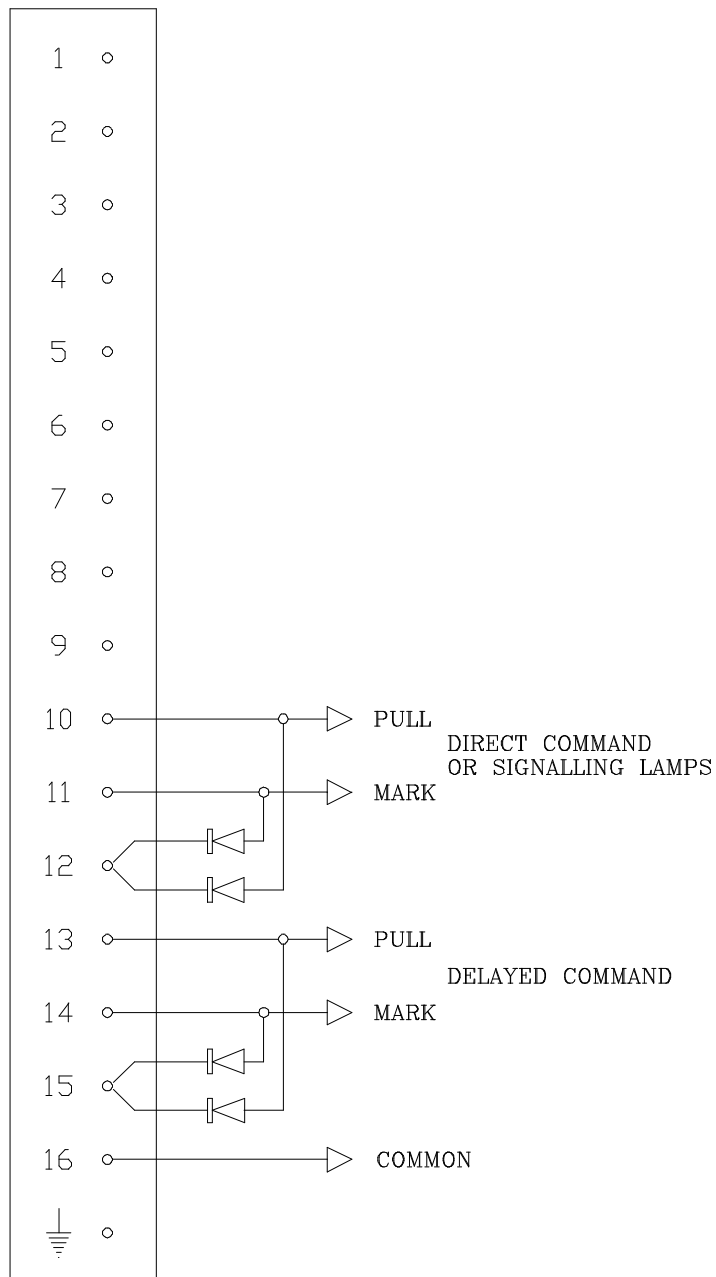 1
2
3
4
5
6
7
8
9
10 PULL
DIRECT COMMAND
OR SIGNALLING LAMPS
11 MARK
12
13 PULL
DELAYED COMMAND
14 MARK
15
16 COMMON